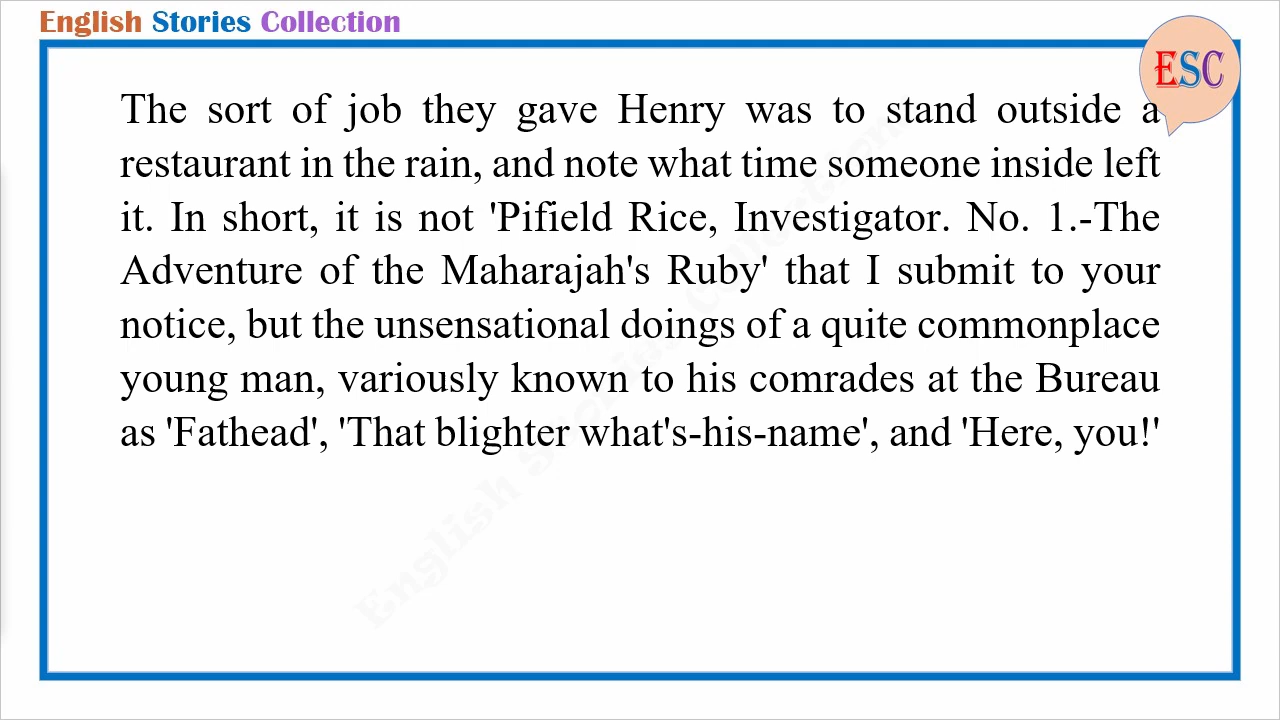 English Stories Collection
ESC
The sort of job they gave Henry was to stand outside a
restaurant in the rain, and note what time someone inside left
it. In short, it is not 'Pifield Rice, Investigator. No. 1.-The
Adventure of the Maharajah's Ruby' that I submit to your
notice, but the unsensational doings of a quite commonplace
young man, variously known to his comrades at the Bureau
as 'Fathead', 'That blighter what's-his-name', and 'Here, you!'